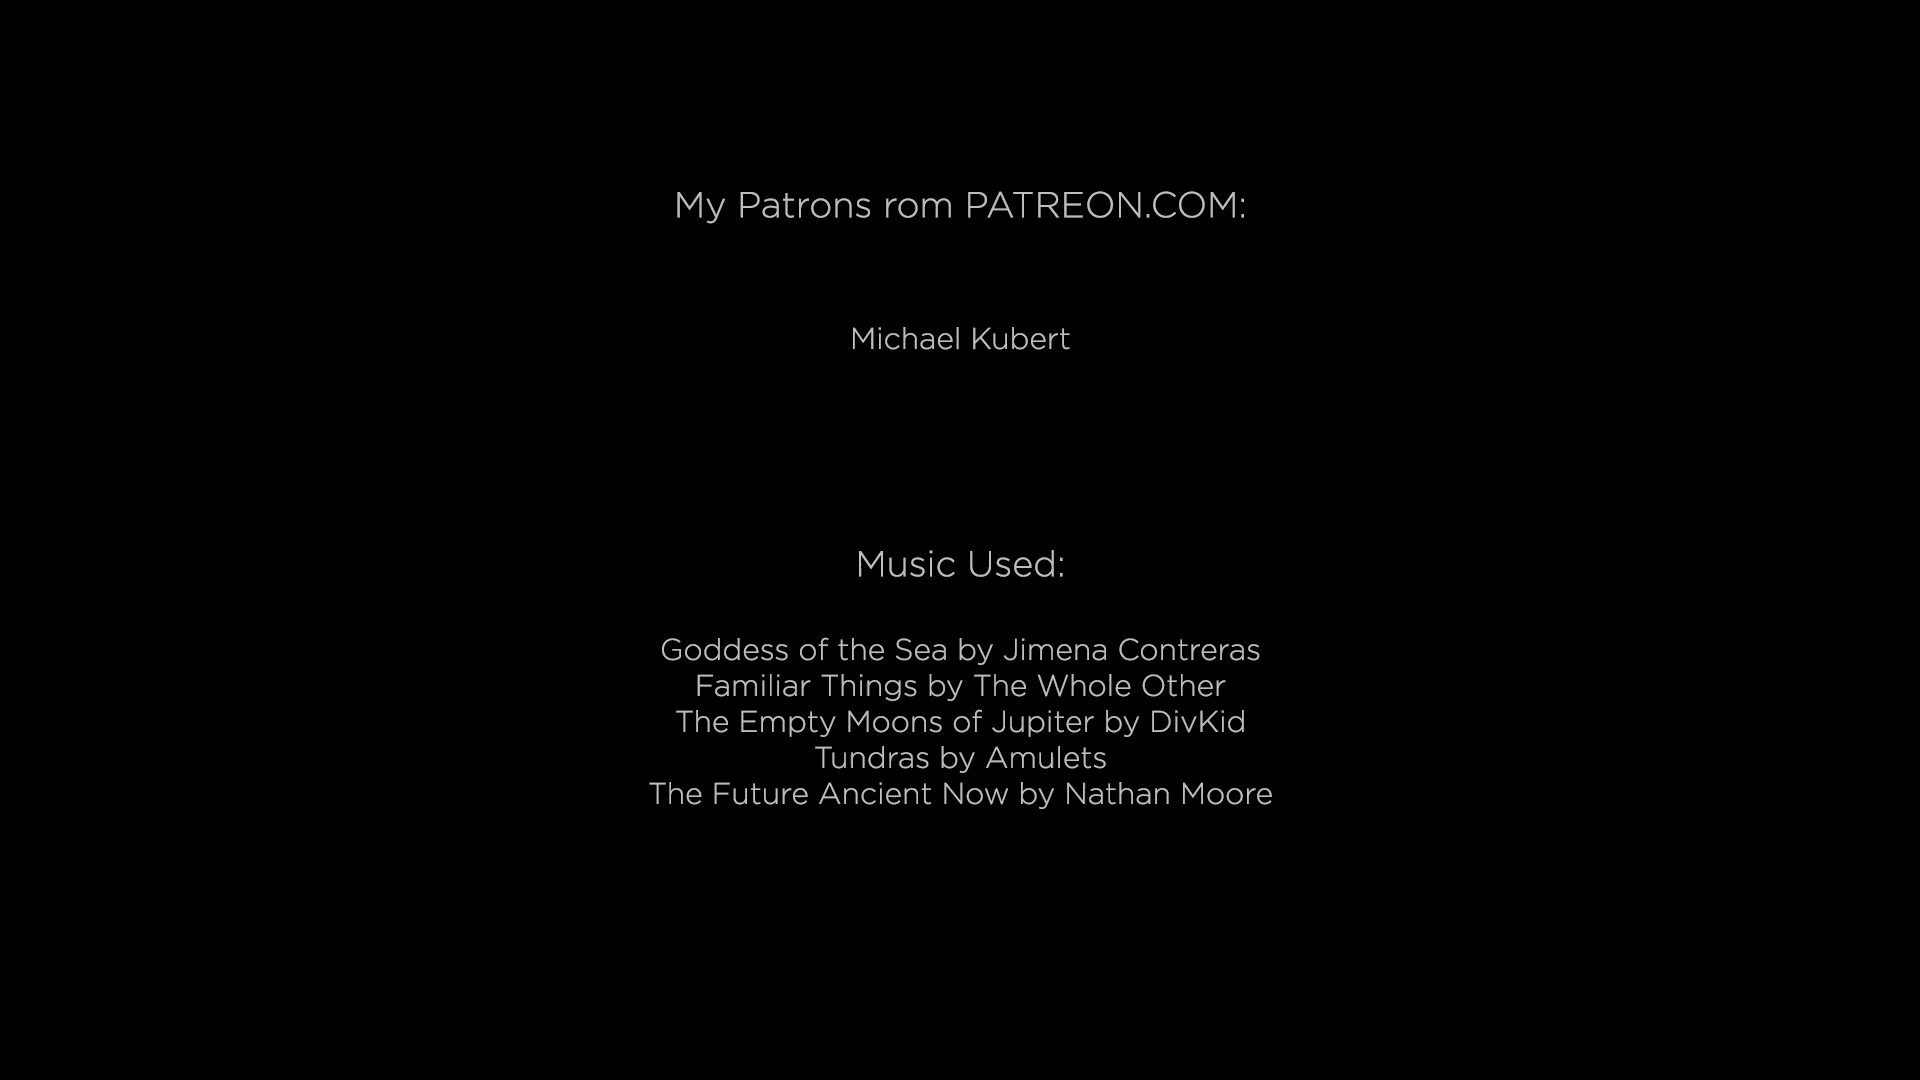 My Patrons rom PATREON.COM:
Michael Kubert
Music Used:
Goddess of the Sea by Jimena Contreras
Familiar Things by The Whole Other
The Empty Moons of Jupiter by DivKid
Tundras by Amulets
The Future Ancient Now by Nathan Moore